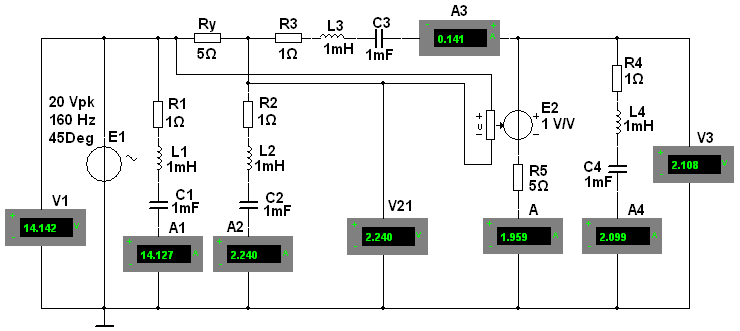 Ry
5Ω
R3
1Ω
L3
1mH
C3
1mF
A3
0.141
20 Vpk
160 Hz
45Deg
E1
R1
1Ω
L1
1mH
C1
1mF
A1
14.127
R2
1Ω
L2
1mH
C2
1mF
A2
2.240
V1
14.142
V
V21
2.240
V
U
E2
1 V/V
R5
5Ω
A
1.959
A
R4
1Ω
L4
1mH
C4
1mF
A4
2.099
A
V3
2.108
V